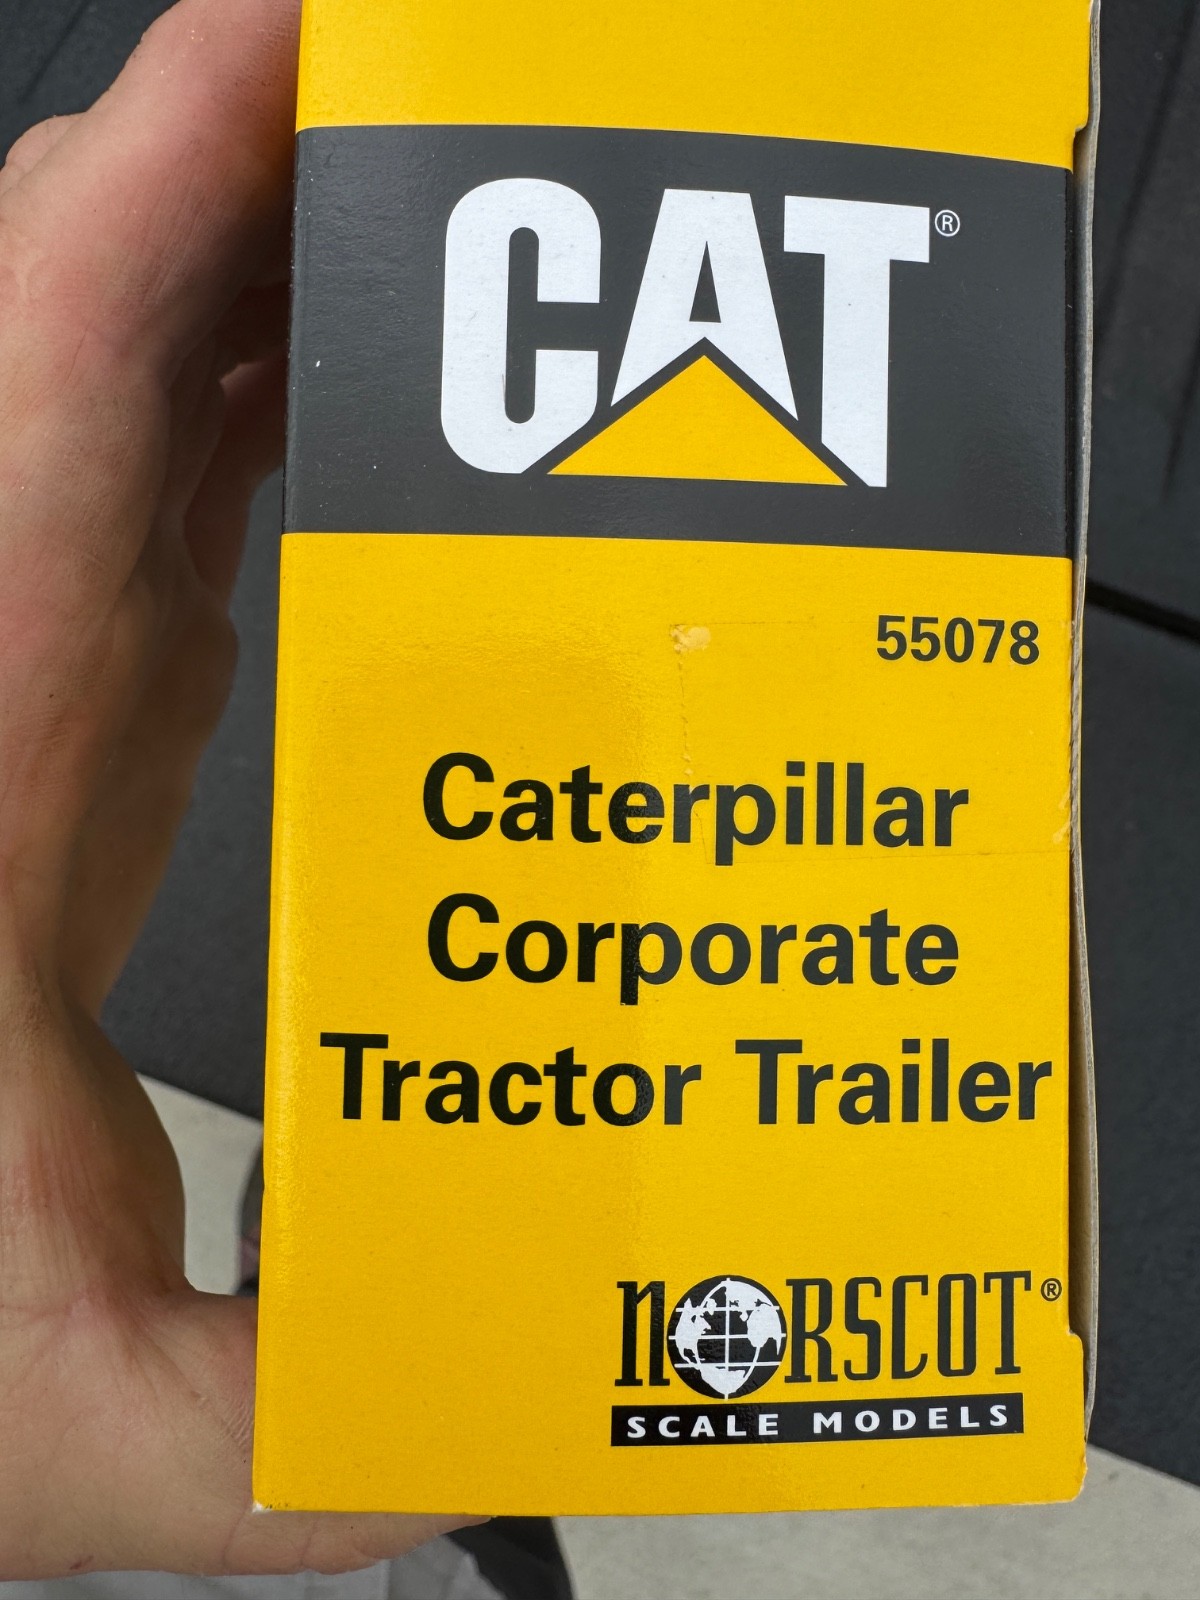 CAT®
55078
Caterpillar
Corporate
Tractor Trailer
NORSCOT®
SCALE MODELS